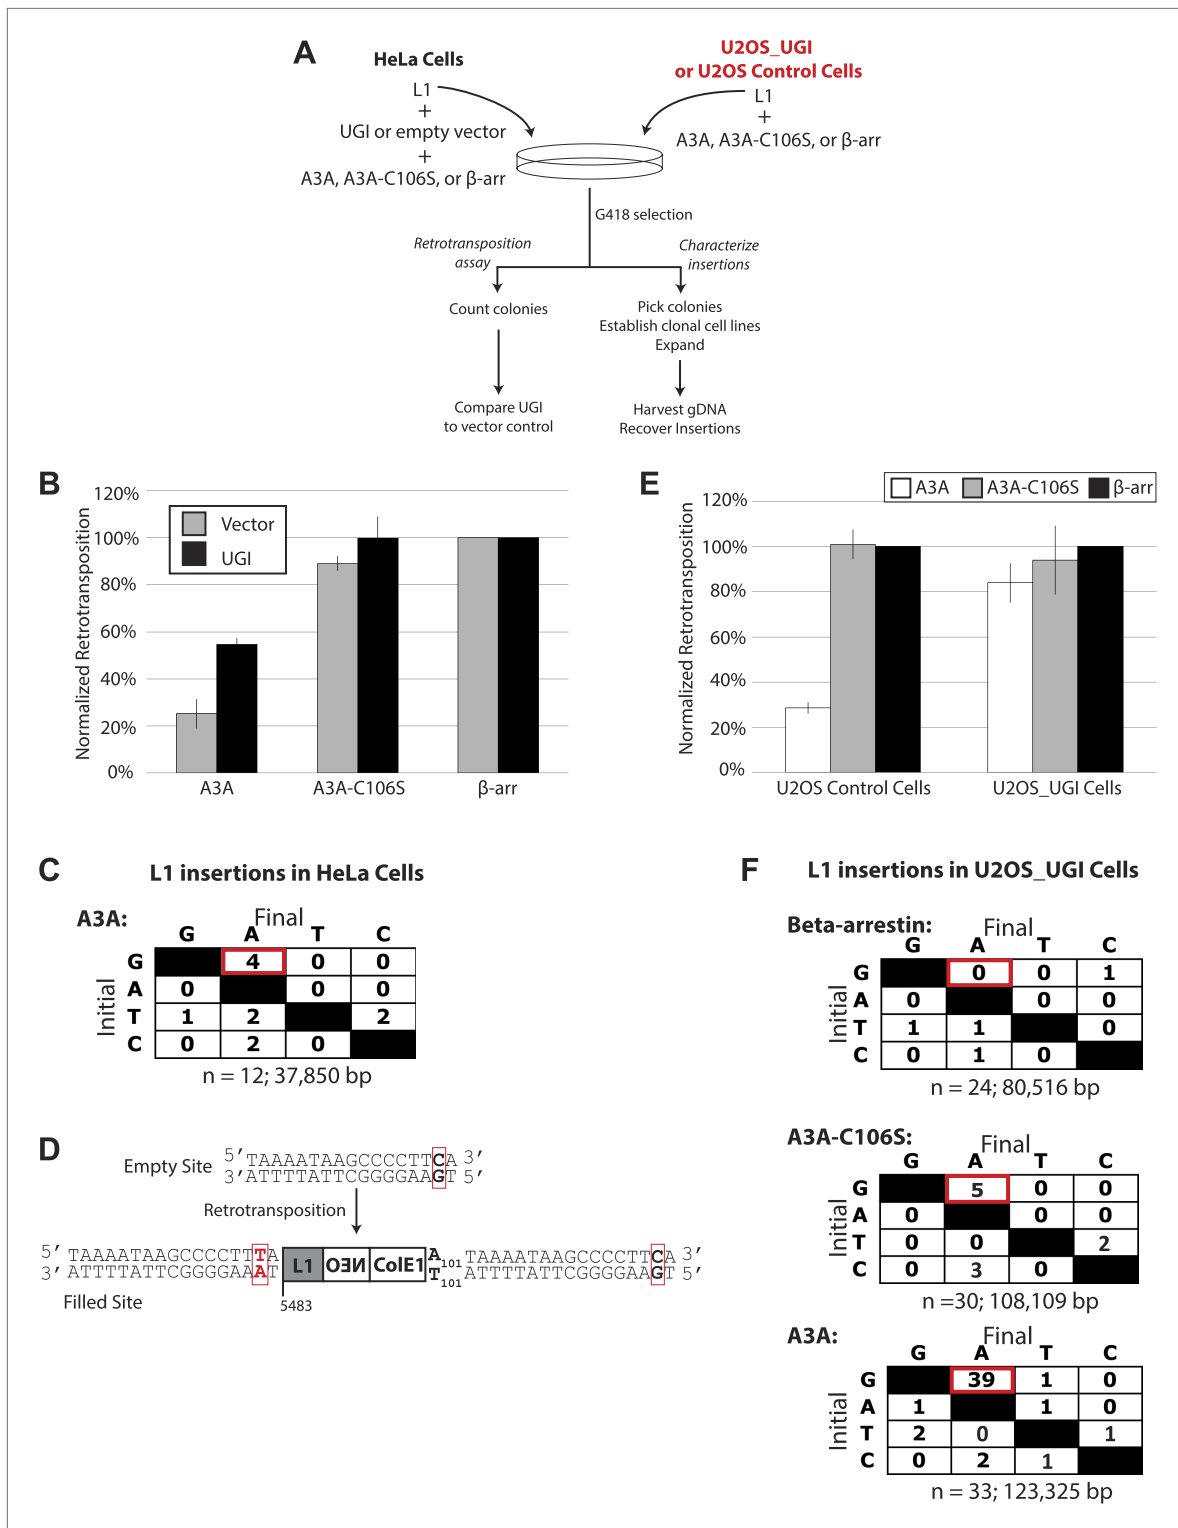 A
HeLa Cells
L1
+
UGI or empty vector
+
A3A, A3A-C106S, or β-arr
U2OS_UGI
or U2OS Control Cells
L1
+
A3A, A3A-C106S, or β-arr
G418 selection
Retrotransposition
assay
Characterize
insertions
Count colonies
Pick colonies
Establish clonal cell lines
Expand
Compare UGI
to vector control
Harvest gDNA
Recover Insertions
B
Normalized Retrotransposition
120%
100%
80%
60%
40%
20%
0%
Vector
UGI
A3A
A3A-C106S
β-arr
E
A3A
A3A-C106S
β-arr
Normalized Retrotransposition
120%
100%
80%
60%
40%
20%
0%
U2OS Control Cells
U2OS_UGI Cells
C
L1 insertions in HeLa Cells
A3A:
Final
G A T C
Initial
G 4 0 0
A 0 0 0
T 1 2 2
C 0 2 0
n = 12; 37,850 bp
D
Empty Site
5′ TAAAATAAGCCCCTTCA 3′
3′ ATTTTATTCGGGGAAGT 5′
Retrotransposition
5′ TAAAATAAGCCCCTTTA L1 NEO ColE1 A101 TAAAATAAGCCCCTTCA 3′
3′ ATTTTATTCGGGGAAAT T101 ATTTTATTCGGGGAAGT 5′
Filled Site
5483
F
L1 insertions in U2OS_UGI Cells
Beta-arrestin:
Final
G A T C
Initial
G 0 0 1
A 0 0 0
T 1 1 0
C 0 1 0
n = 24; 80,516 bp
A3A-C106S:
Final
G A T C
Initial
G 5 0 0
A 0 0 0
T 0 0 2
C 0 3 0
n =30; 108,109 bp
A3A:
Final
G A T C
Initial
G 39 1 0
A 1 1 0
T 2 0 1
C 0 2 1
n = 33; 123,325 bp